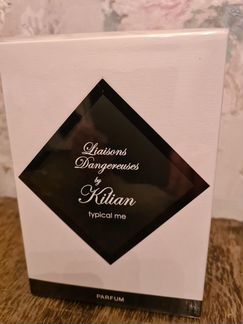 Liaisons
Dangereuses
by
Kilian
typical me
PARFUM